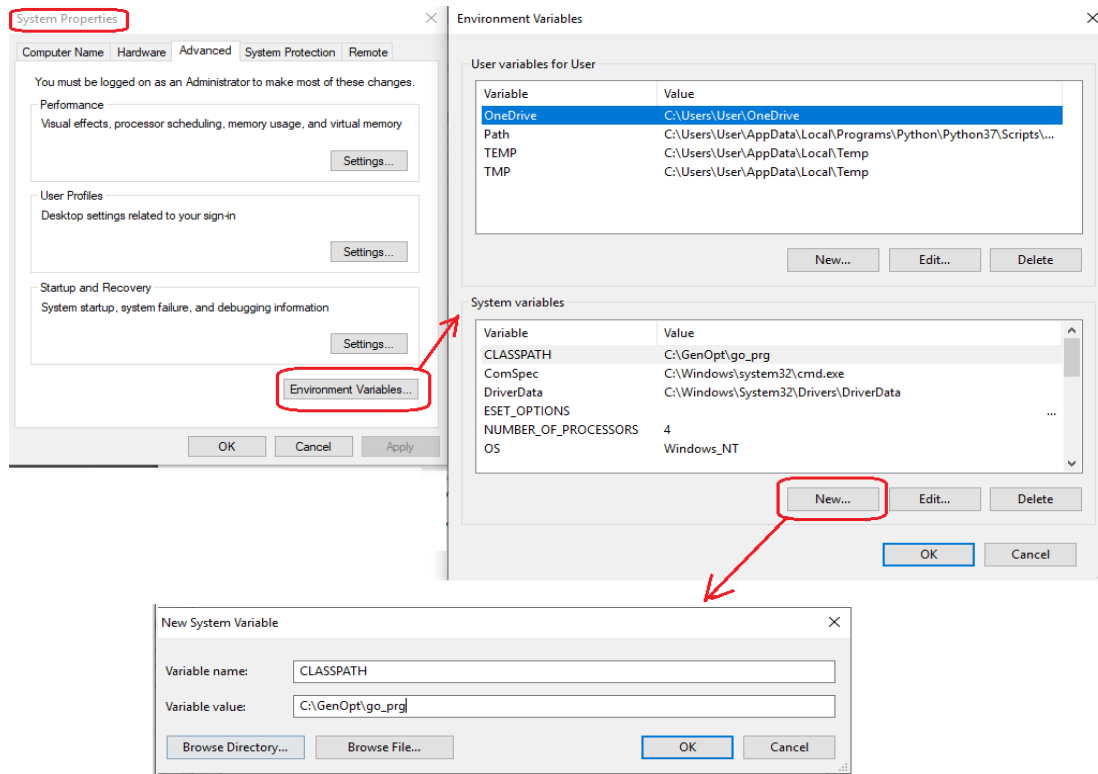 System Properties
Computer Name Hardware Advanced System Protection Remote
You must be logged on as an Administrator to make most of these changes.
Performance
Visual effects, processor scheduling, memory usage, and virtual memory
Settings...
User Profiles
Desktop settings related to your sign-in
Settings...
Startup and Recovery
System startup, system failure, and debugging information
Settings...
Environment Variables...
OK Cancel Apply
Environment Variables
User variables for User
Variable Value
OneDrive C:\Users\User\OneDrive
Path C:\Users\User\AppData\Local\Programs\Python\Python37\Scripts\...
TEMP C:\Users\User\AppData\Local\Temp
TMP C:\Users\User\AppData\Local\Temp
New... Edit... Delete
System variables
Variable Value
CLASSPATH C:\GenOpt\go_prg
ComSpec C:\Windows\system32\cmd.exe
DriverData C:\Windows\System32\Drivers\DriverData
ESET_OPTIONS ...
NUMBER_OF_PROCESSORS 4
OS Windows_NT
New... Edit... Delete
OK Cancel
New System Variable
Variable name: CLASSPATH
Variable value: C:\GenOpt\go_prg
Browse Directory... Browse File... OK Cancel